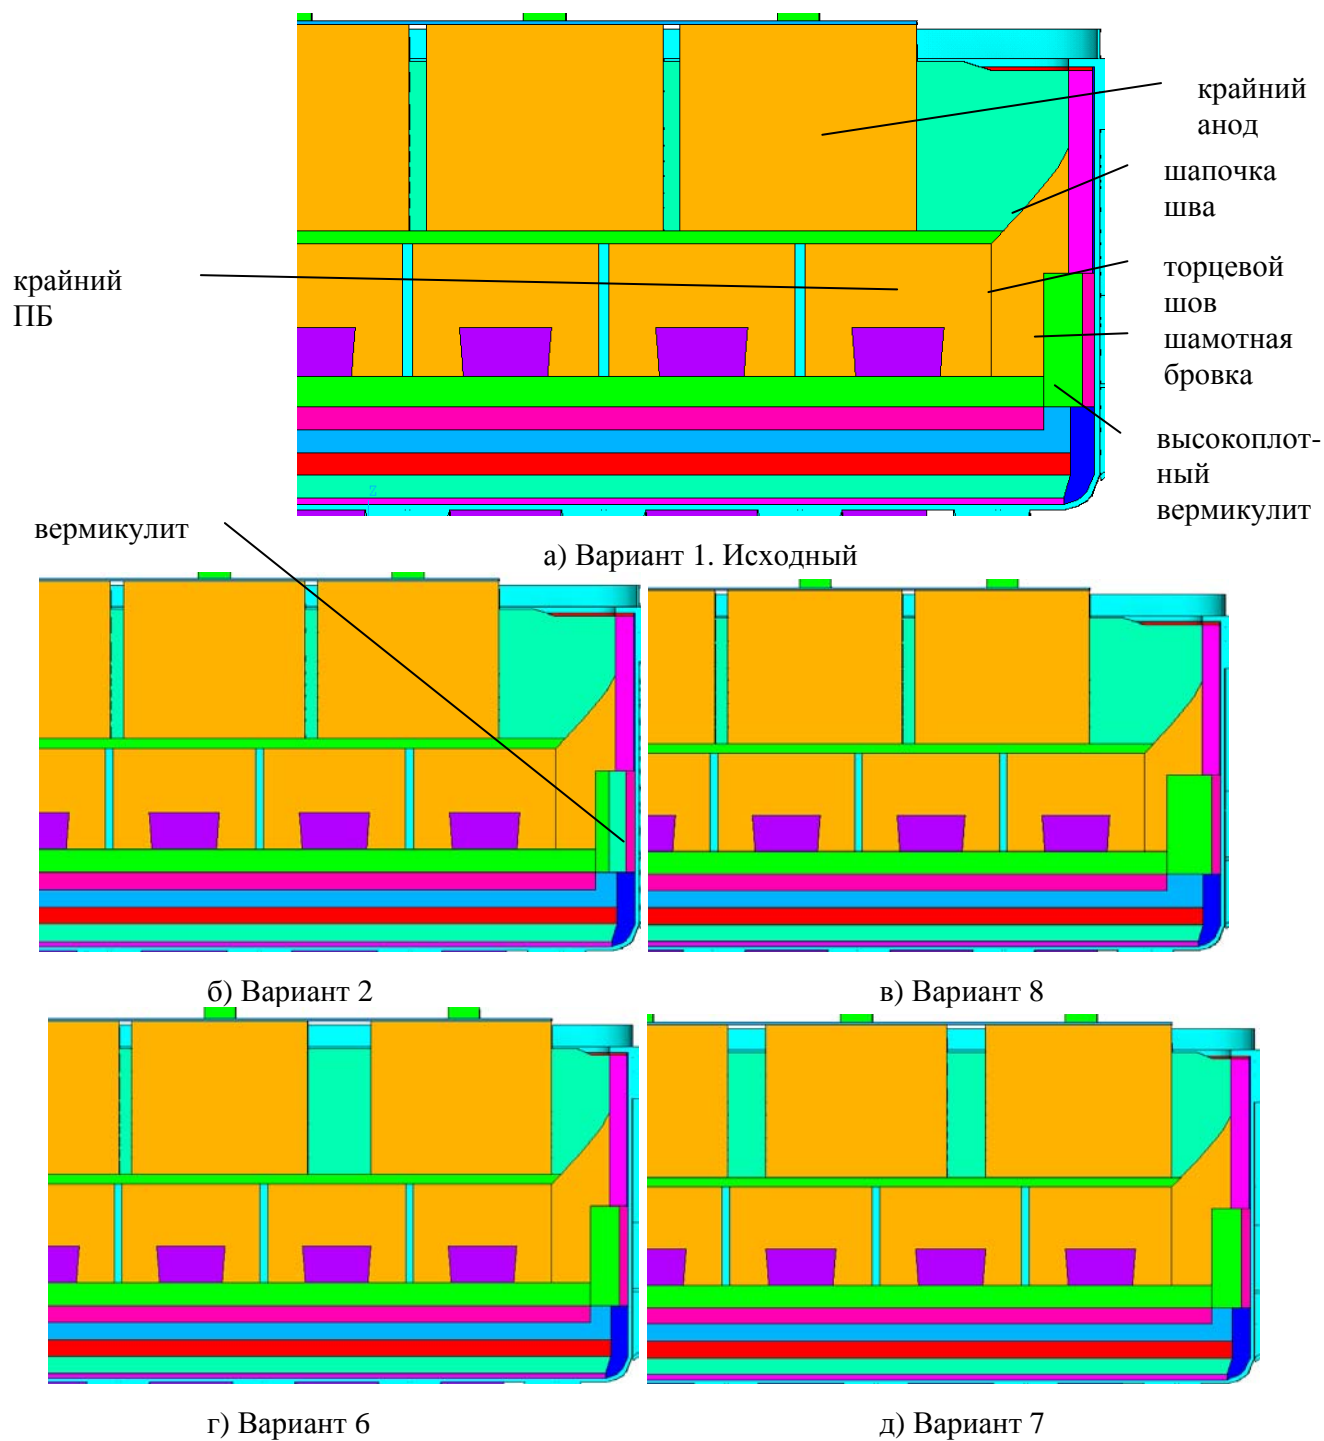 крайний
анод
шапочка
шва
крайний
ПБ
торцевой
шов
шамотная
бровка
высокоплот-
ный
вермикулит
Z
вермикулит
а) Вариант 1. Исходный
б) Вариант 2
в) Вариант 8
г) Вариант 6
д) Вариант 7